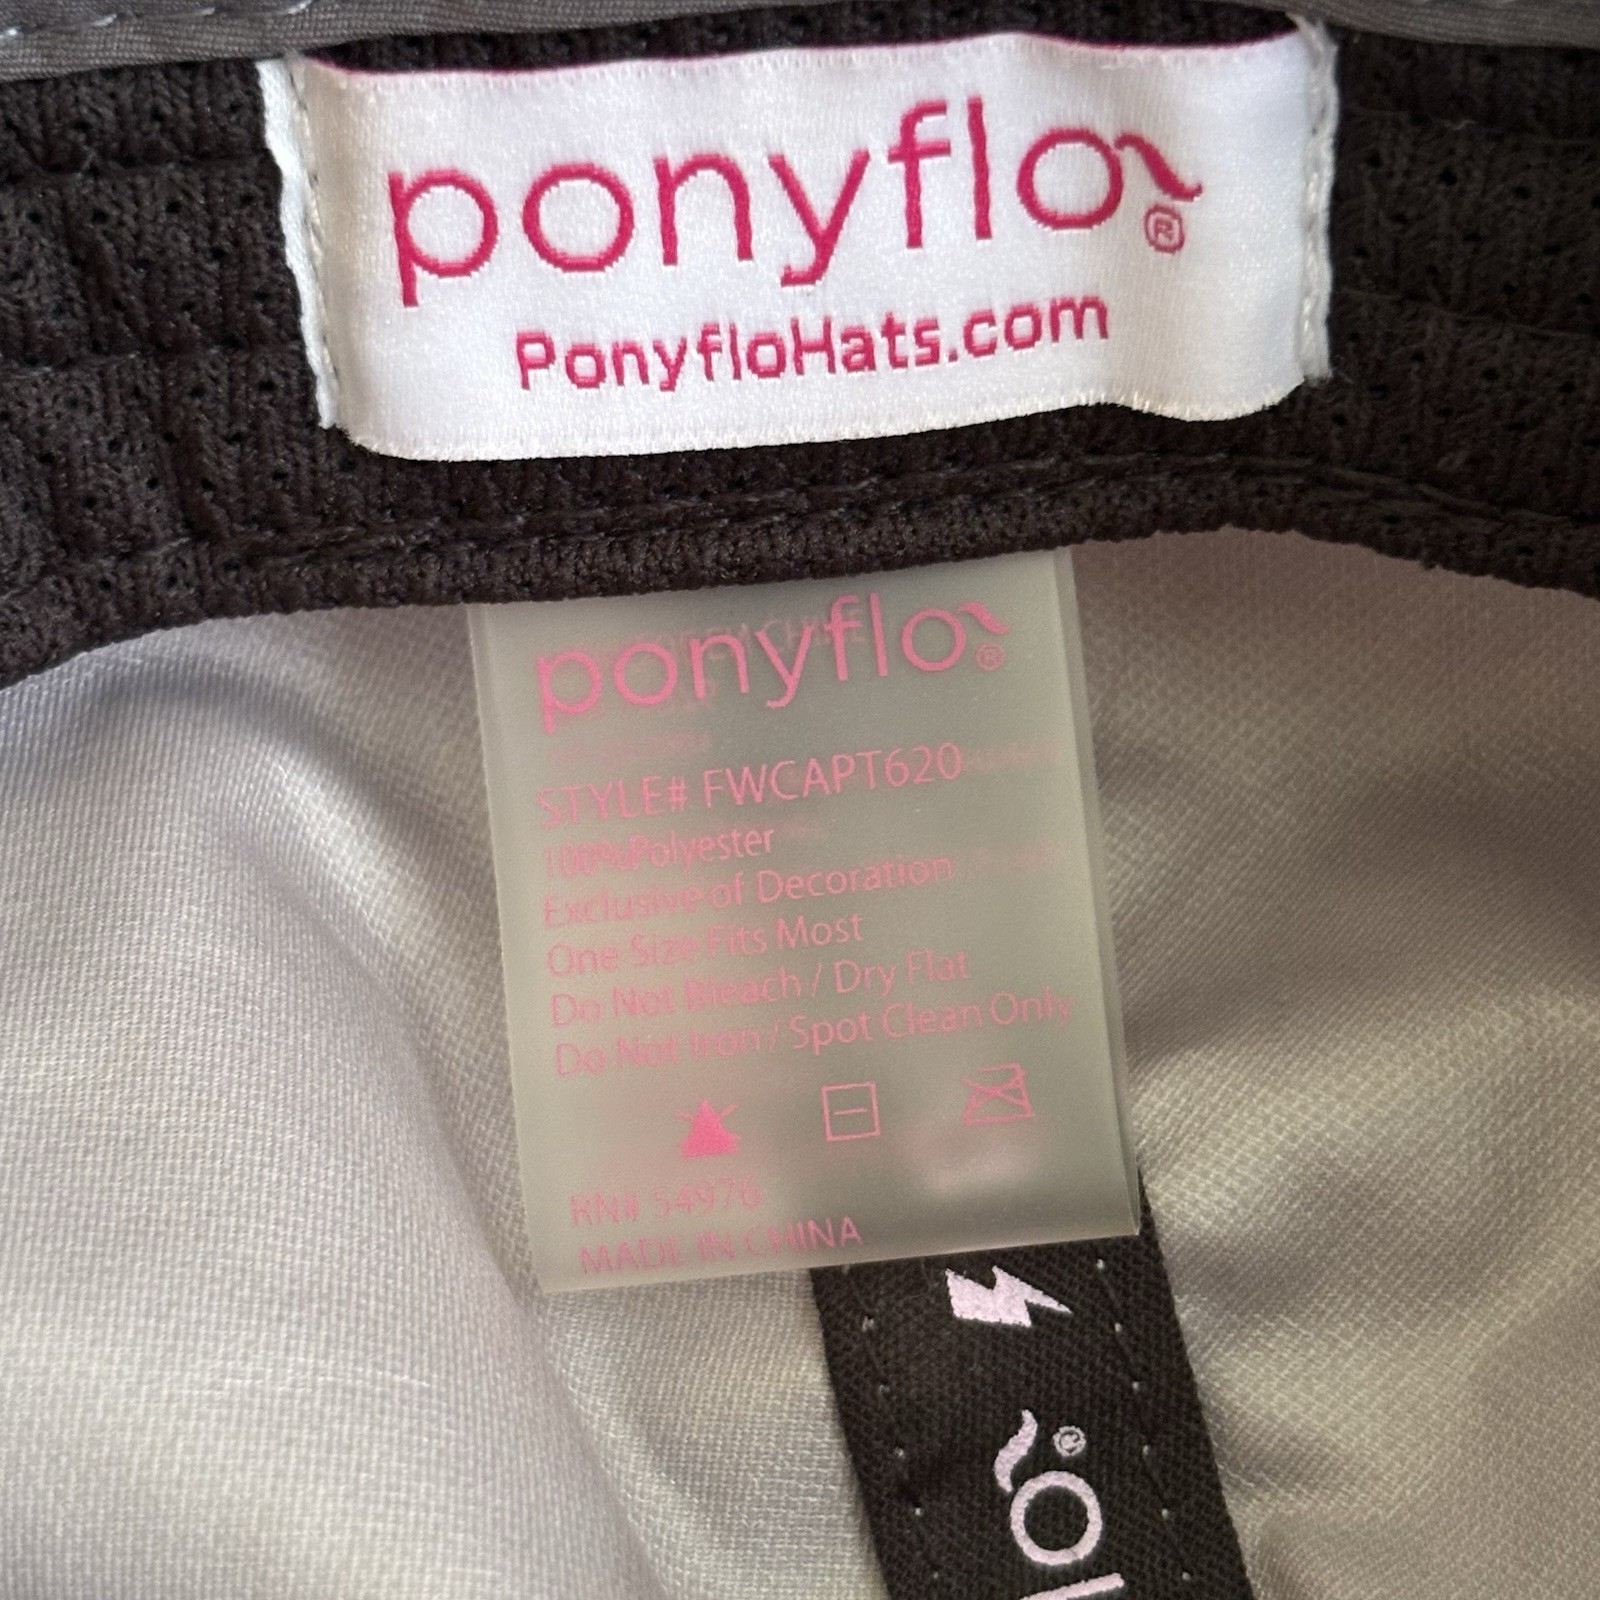 ponyflo®
PonyfloHats.com
ponyflo®
STYLE# FWCAPT620
100%Polyester
Exclusive of Decoration
One Size Fits Most
Do Not Bleach / Dry Flat
Do Not Iron / Spot Clean Only
RN# 54976
MADE IN CHINA
lo®